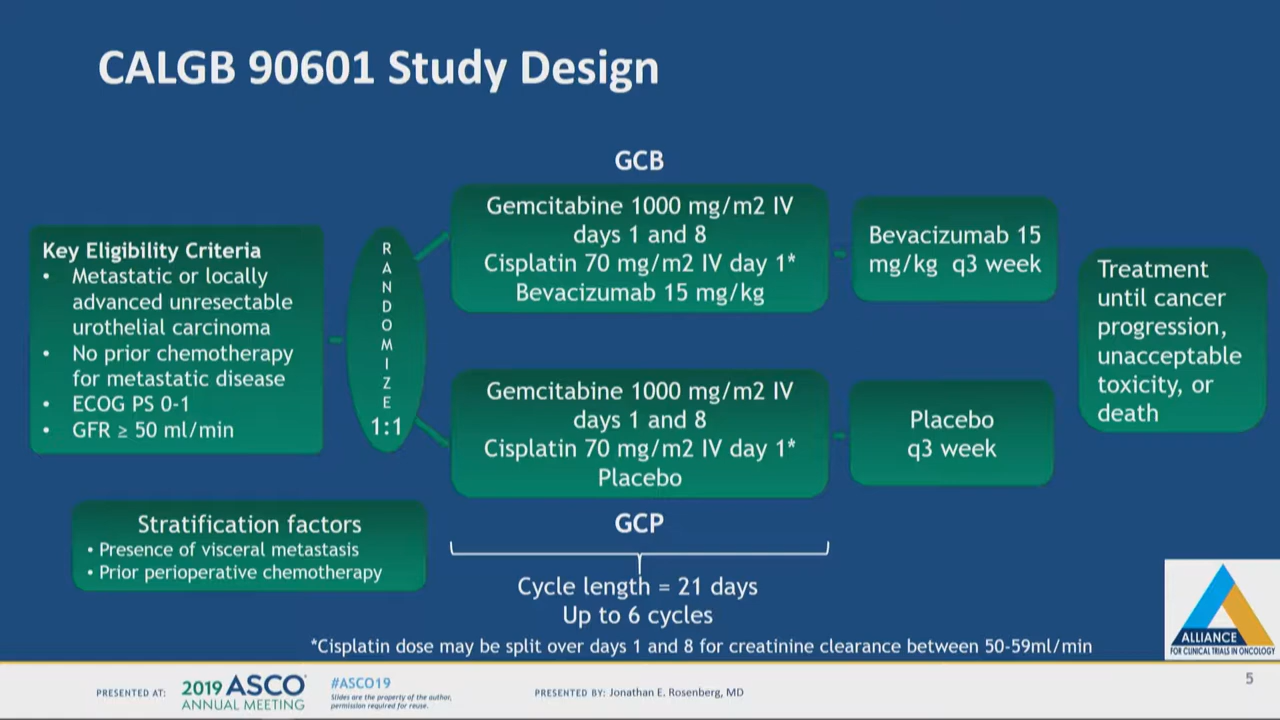 CALGB 90601 Study Design
Key Eligibility Criteria
• Metastatic or locally
advanced unresectable
urothelial carcinoma
• No prior chemotherapy
for metastatic disease
• ECOG PS 0-1
• GFR ≥ 50 ml/min
RANDOMIZE
1:1
GCB
Gemcitabine 1000 mg/m2 IV
days 1 and 8
Cisplatin 70 mg/m2 IV day 1*
Bevacizumab 15 mg/kg
Bevacizumab 15
mg/kg q3 week
Gemcitabine 1000 mg/m2 IV
days 1 and 8
Cisplatin 70 mg/m2 IV day 1*
Placebo
GCP
Placebo
q3 week
Treatment
until cancer
progression,
unacceptable
toxicity, or
death
Stratification factors
• Presence of visceral metastasis
• Prior perioperative chemotherapy
Cycle length = 21 days
Up to 6 cycles
*Cisplatin dose may be split over days 1 and 8 for creatinine clearance between 50-59ml/min
ALLIANCE
FOR CLINICAL TRIALS IN ONCOLOGY
PRESENTED AT:
2019 ASCO
ANNUAL MEETING
#ASCO19
Slides are the property of the author,
permission required for reuse.
PRESENTED BY: Jonathan E. Rosenberg, MD
5